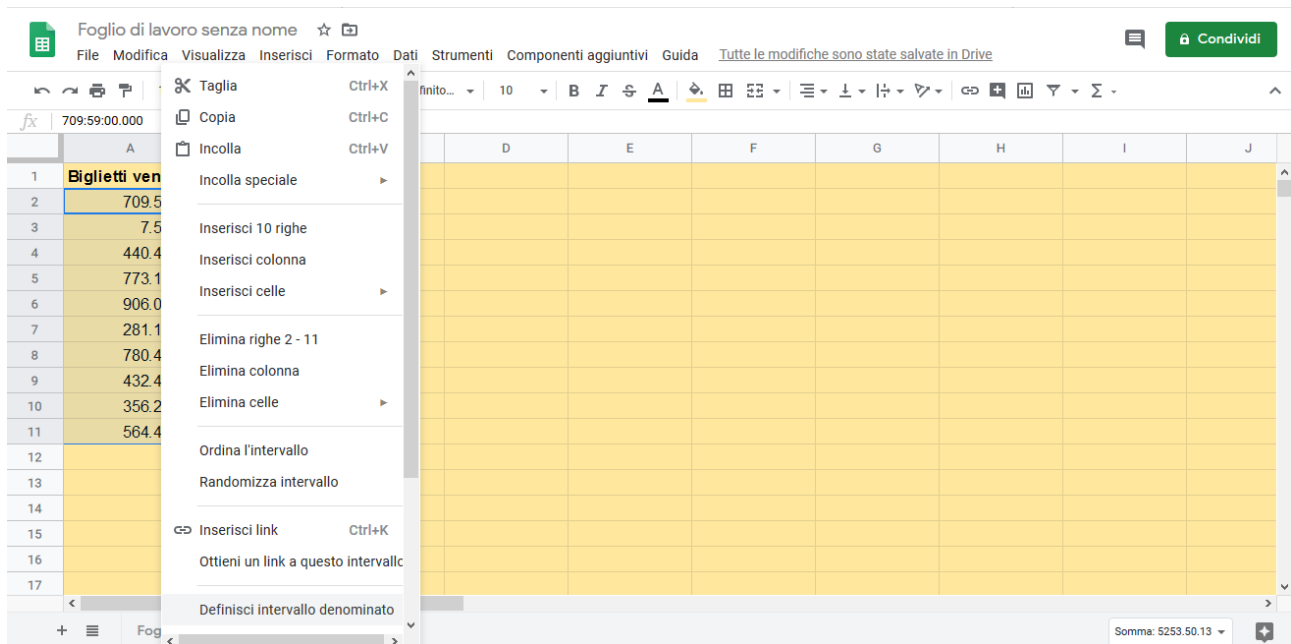 Foglio di lavoro senza nome
File Modifica Visualizza Inserisci Formato Dati Strumenti Componenti aggiuntivi Guida Tutte le modifiche sono state salvate in Drive
Condividi
finito... 10 B I S A Σ
fx 709:59:00.000
A D E F G H I J
1 Biglietti ven
2 709.5
3 7.5
4 440.4
5 773.1
6 906.0
7 281.1
8 780.4
9 432.4
10 356.2
11 564.4
12
13
14
15
16
17
Taglia Ctrl+X
Copia Ctrl+C
Incolla Ctrl+V
Incolla speciale
Inserisci 10 righe
Inserisci colonna
Inserisci celle
Elimina righe 2 - 11
Elimina colonna
Elimina celle
Ordina l'intervallo
Randomizza intervallo
Inserisci link Ctrl+K
Ottieni un link a questo intervallo
Definisci intervallo denominato
Fog
Somma: 5253.50.13